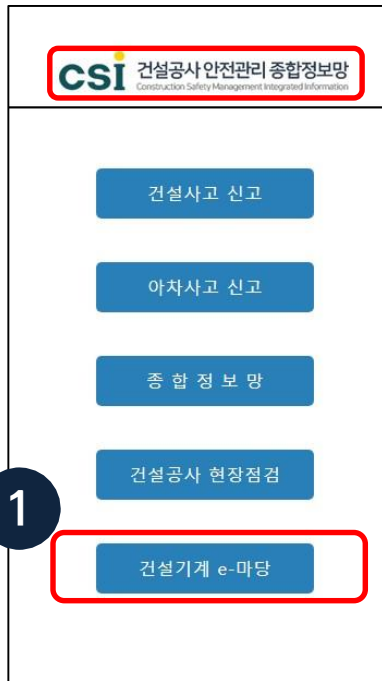 CSI 건설공사 안전관리 종합정보망
Construction Safety Management Integrated Information
건설사고 신고
아차사고 신고
종 합 정 보 망
건설공사 현장점검
1
건설기계 e-마당